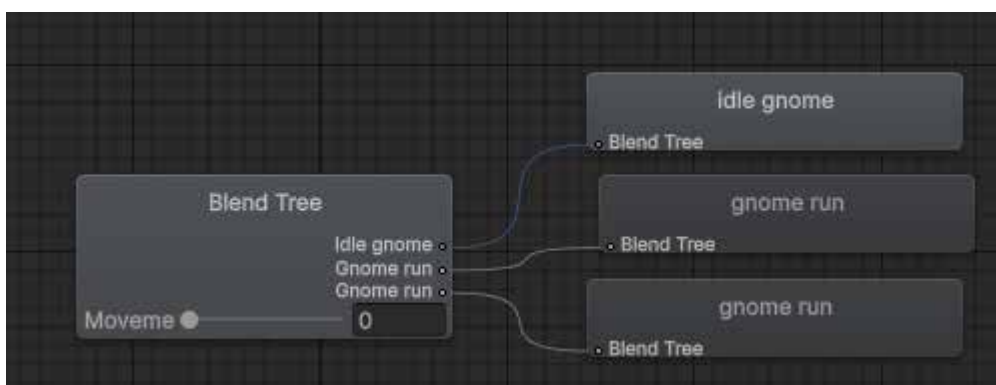 Idle gnome
Blend Tree
Blend Tree
Idle gnome
Gnome run
Gnome run
Moveme
0
gnome run
Blend Tree
gnome run
Blend Tree